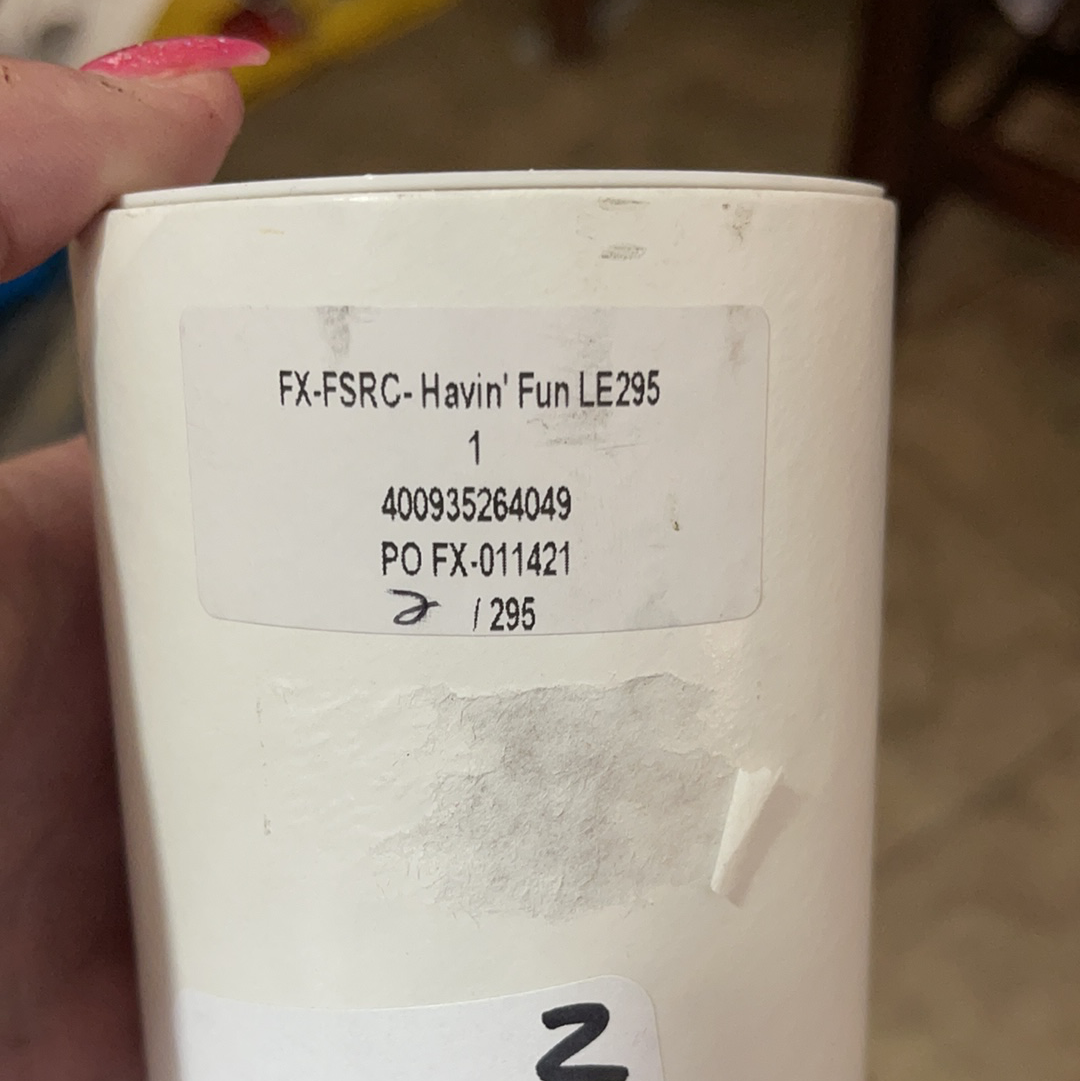 FX-FSRC- Havin' Fun LE295
1
400935264049
PO FX-011421
2 / 295
2